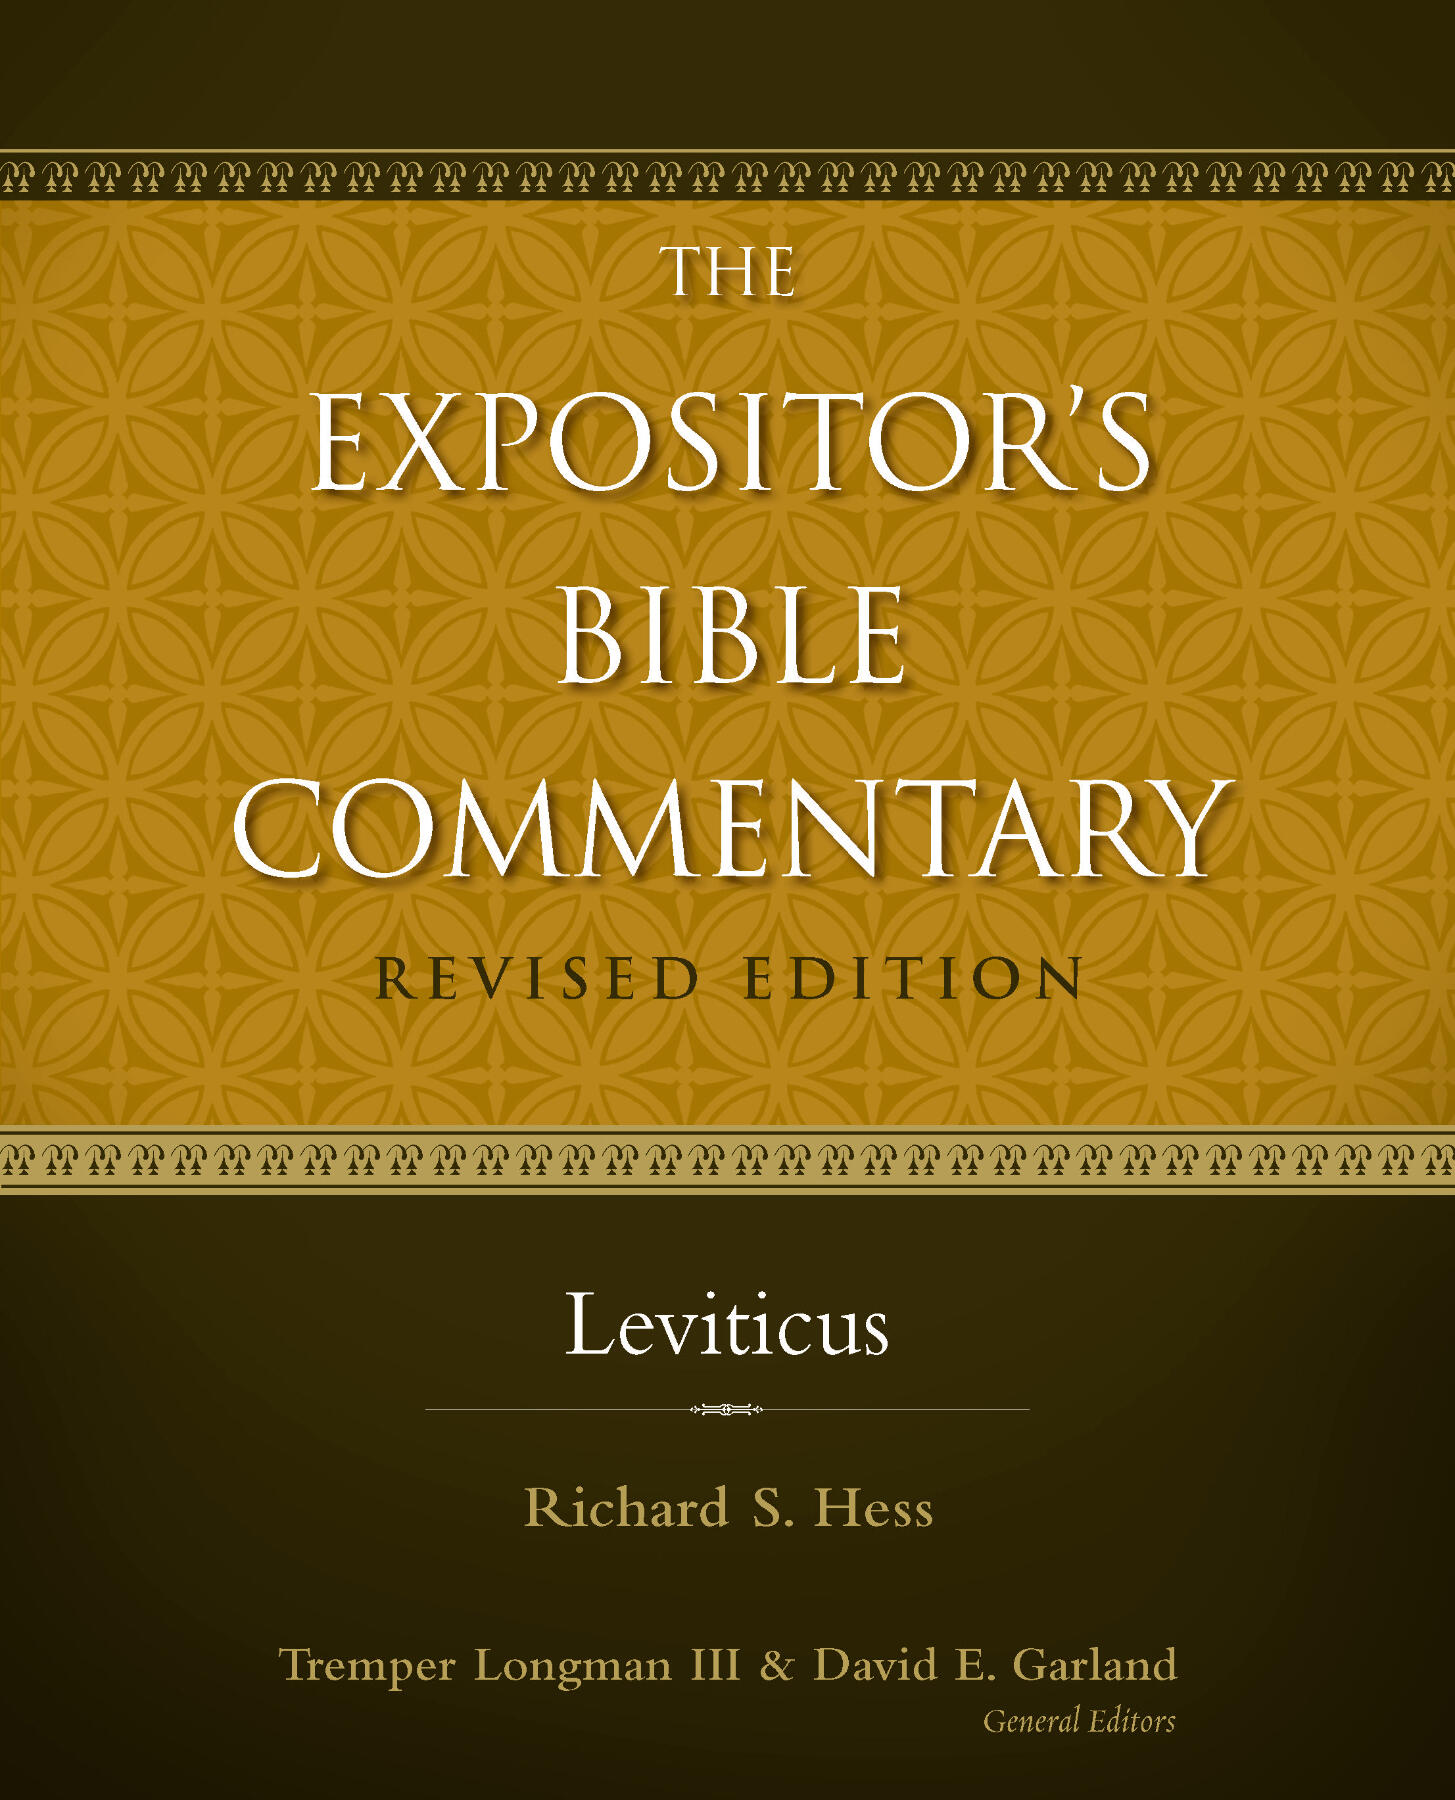 THE
EXPOSITOR’S
BIBLE
COMMENTARY
REVISED EDITION
Leviticus
Richard S. Hess
Tremper Longman III & David E. Garland
General Editors